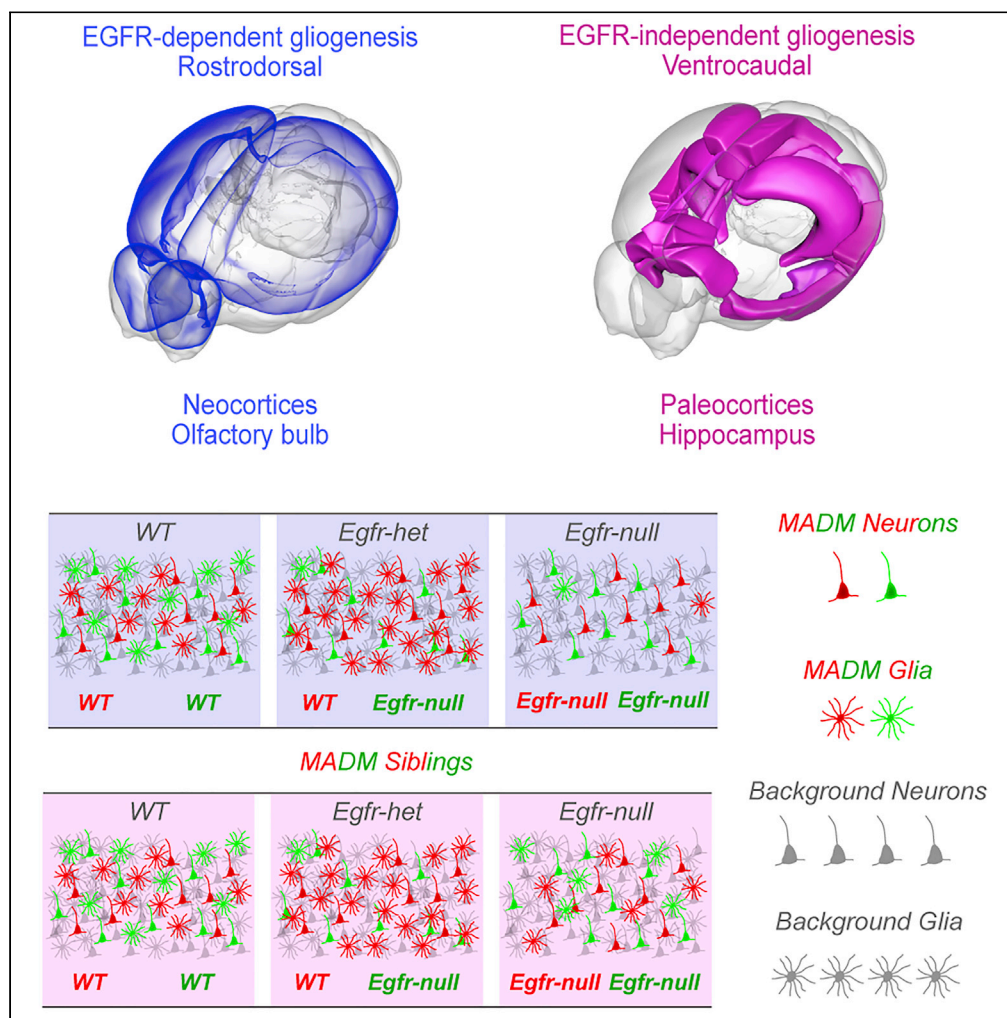 EGFR-dependent gliogenesis
Rostrodorsal
EGFR-independent gliogenesis
Ventrocaudal
Neocortices
Olfactory bulb
Paleocortices
Hippocampus
WT
Egfr-het
Egfr-null
WT WT
WT Egfr-null
Egfr-null Egfr-null
MADM Siblings
WT
Egfr-het
Egfr-null
WT WT
WT Egfr-null
Egfr-null Egfr-null
MADM Neurons
MADM Glia
Background Neurons
Background Glia